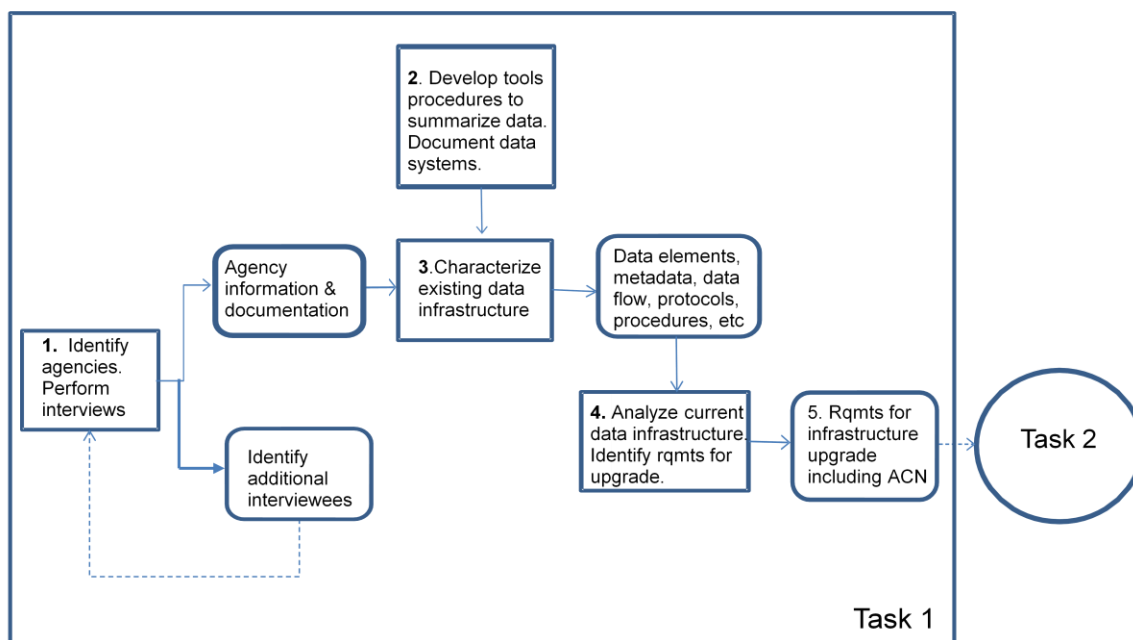 2. Develop tools
procedures to
summarize data.
Document data
systems.
Agency
information &
documentation
3.Characterize
existing data
infrastructure
Data elements,
metadata, data
flow, protocols,
procedures, etc
1. Identify
agencies.
Perform
interviews
Identify
additional
interviewees
4. Analyze current
data infrastructure.
Identify rqmts for
upgrade.
5. Rqmts for
infrastructure
upgrade
including ACN
Task 2
Task 1